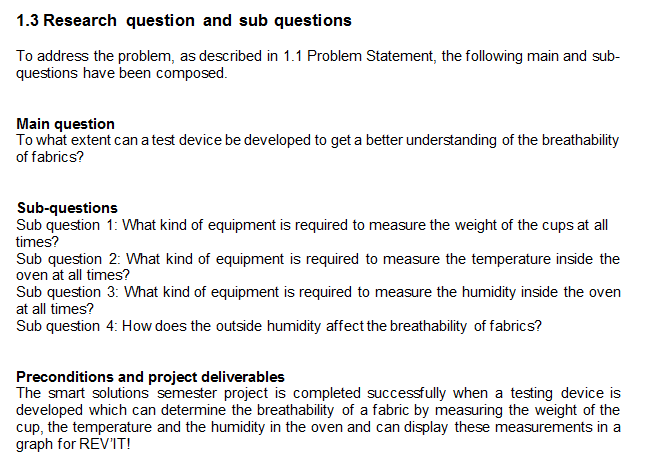 1.3 Research question and sub questions
To address the problem, as described in 1.1 Problem Statement, the following main and sub-
questions have been composed.
Main question
To what extent can a test device be developed to get a better understanding of the breathability
of fabrics?
Sub-questions
Sub question 1: What kind of equipment is required to measure the weight of the cups at all
times?
Sub question 2: What kind of equipment is required to measure the temperature inside the
oven at all times?
Sub question 3: What kind of equipment is required to measure the humidity inside the oven
at all times?
Sub question 4: How does the outside humidity affect the breathability of fabrics?
Preconditions and project deliverables
The smart solutions semester project is completed successfully when a testing device is
developed which can determine the breathability of a fabric by measuring the weight of the
cup, the temperature and the humidity in the oven and can display these measurements in a
graph for REV'IT!